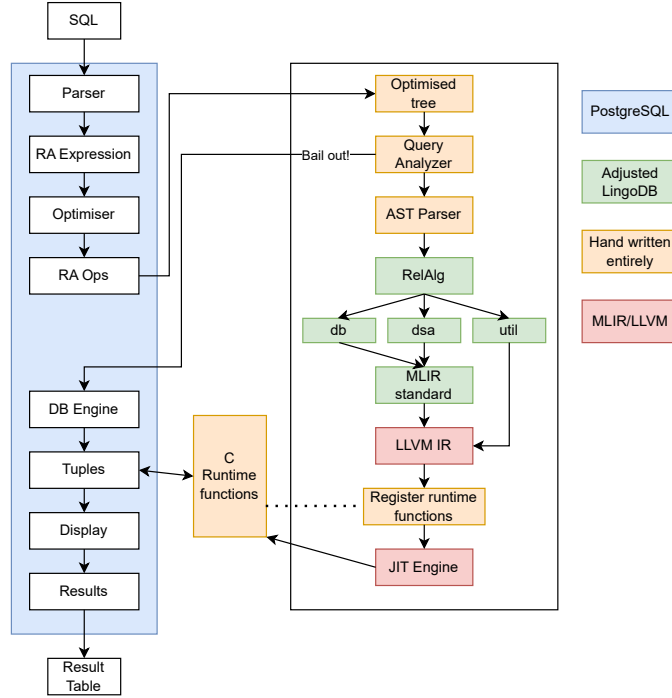 SQL
Parser
RA Expression
Optimiser
RA Ops
DB Engine
Tuples
Display
Results
Result
Table
C
Runtime
functions
Bail out!
Optimised
tree
Query
Analyzer
AST Parser
RelAlg
db
dsa
util
MLIR
standard
LLVM IR
Register runtime
functions
JIT Engine
PostgreSQL
Adjusted
LingoDB
Hand written
entirely
MLIR/LLVM